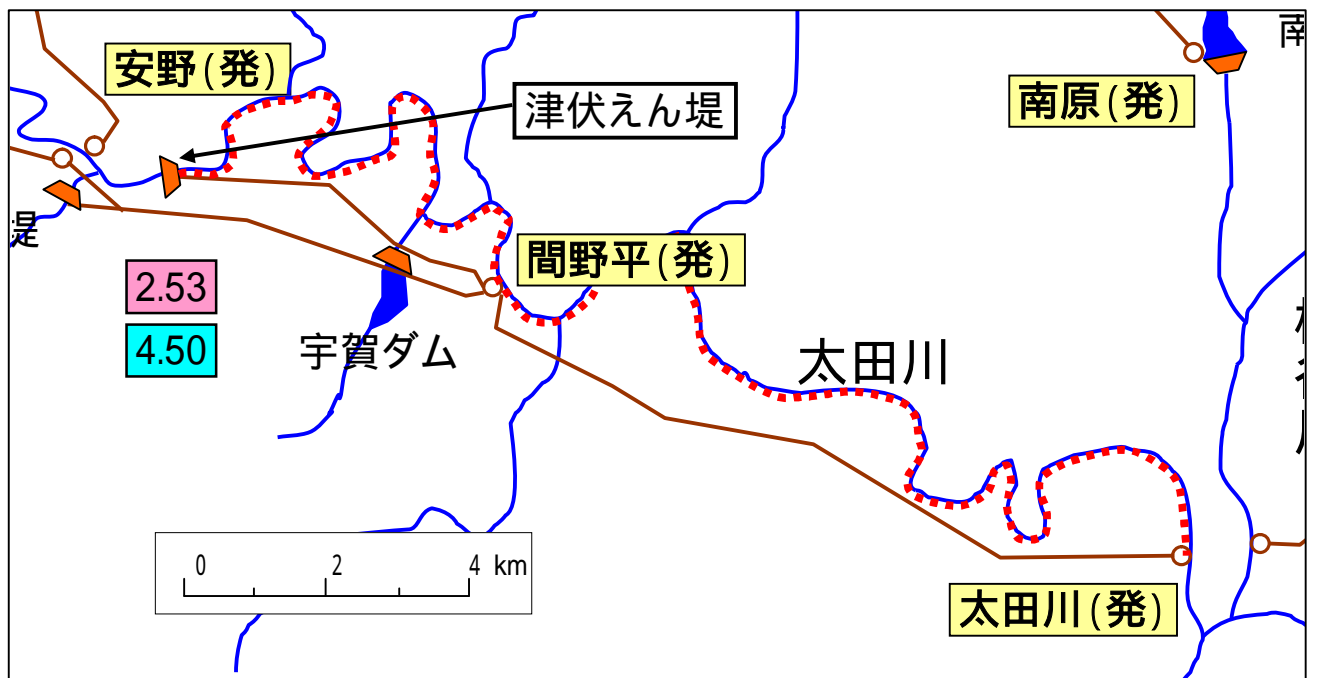 安野(発)
津伏えん堤
南原(発)
南
堤
間野平(発)
2.53
4.50
宇賀ダム
太田川
0 2 4 km
太田川(発)